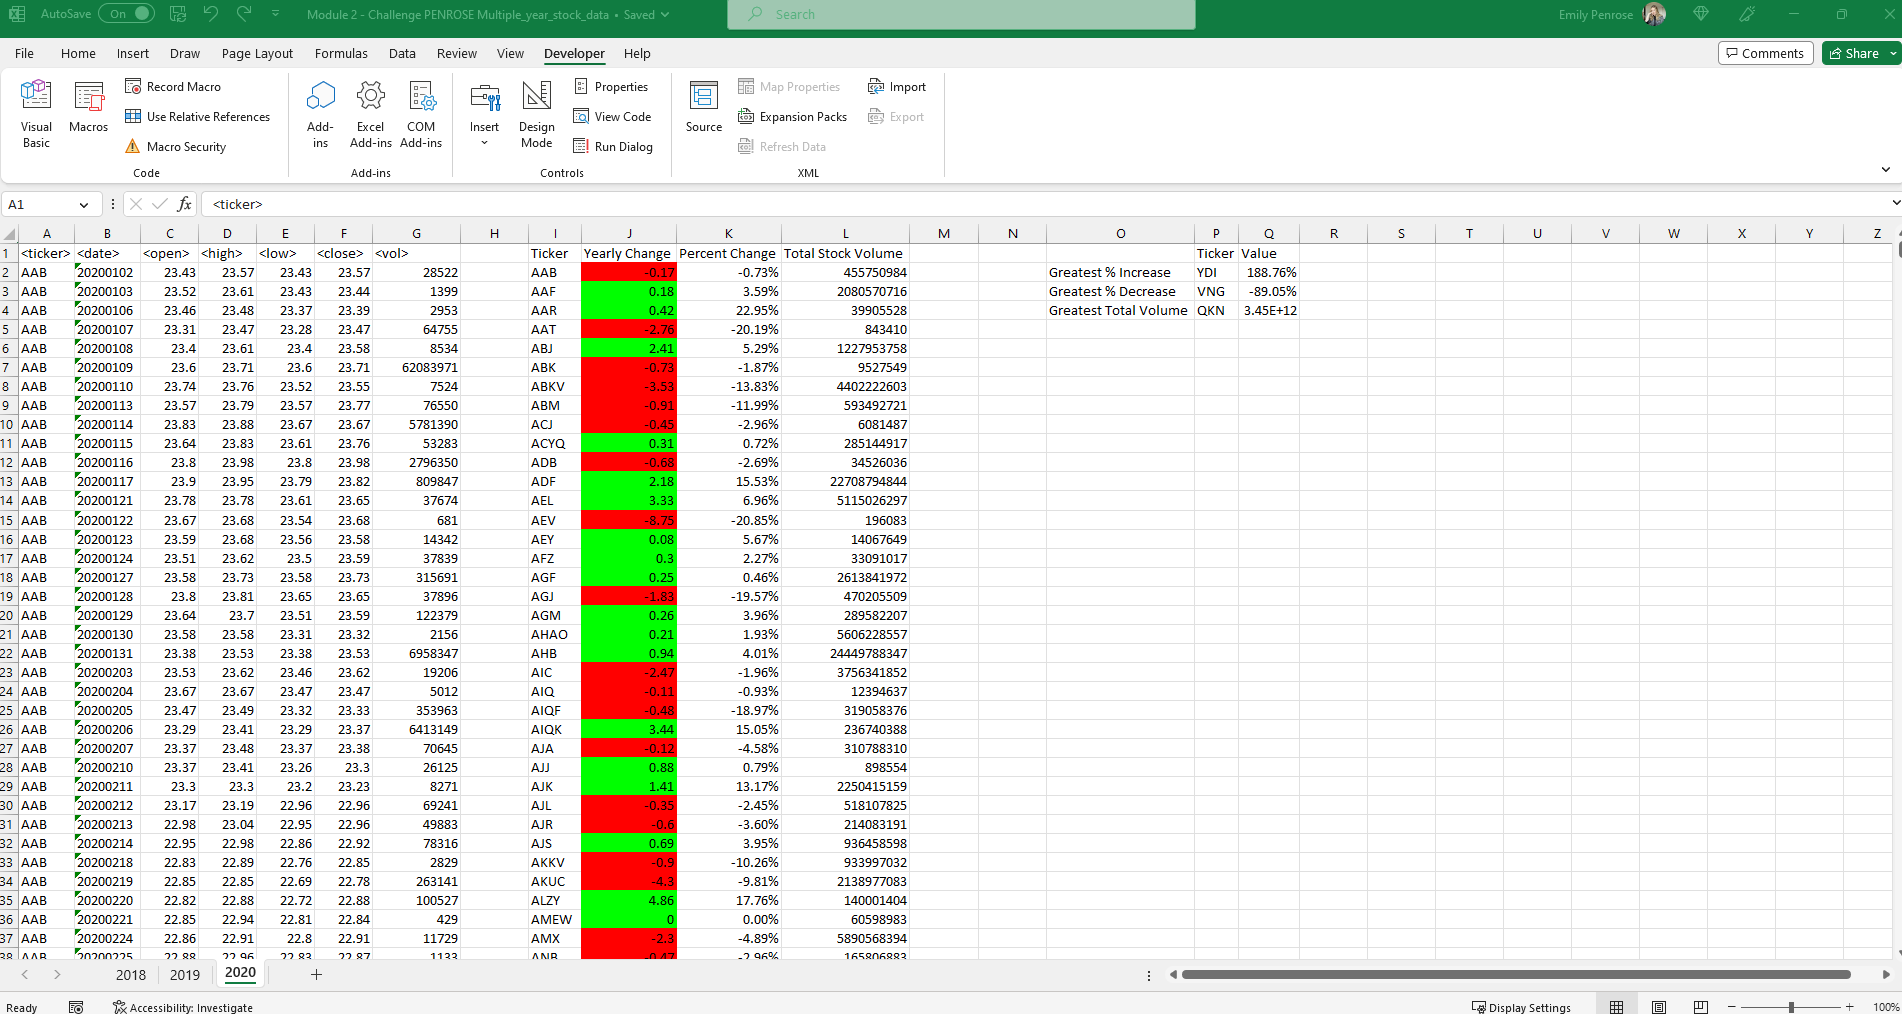 AutoSave On Module 2 - Challenge PENROSE Multiple_year_stock_data • Saved Search Emily Penrose
File Home Insert Draw Page Layout Formulas Data Review View Developer Help Comments Share
Visual Basic
Macros
Record Macro
Use Relative References
Macro Security
Code
Add-ins
Excel Add-ins
COM Add-ins
Add-ins
Insert
Design Mode
Properties
View Code
Run Dialog
Controls
Source
Map Properties
Expansion Packs
Refresh Data
Import
Export
XML
A1 fx <ticker>
A B C D E F G H I J K L M N O P Q R S T U V W X Y Z
1 <ticker> <date> <open> <high> <low> <close> <vol> Ticker Yearly Change Percent Change Total Stock Volume Ticker Value
2 AAB 20200102 23.43 23.57 23.43 23.57 28522 AAB -0.17 -0.73% 455750984 Greatest % Increase YDI 188.76%
3 AAB 20200103 23.52 23.61 23.43 23.44 1399 AAF 0.18 3.59% 2080570716 Greatest % Decrease VNG -89.05%
4 AAB 20200106 23.46 23.48 23.37 23.39 2953 AAR 0.42 22.95% 39905528 Greatest Total Volume QKN 3.45E+12
5 AAB 20200107 23.31 23.47 23.28 23.47 64755 AAT -2.76 -20.19% 843410
6 AAB 20200108 23.4 23.61 23.4 23.58 8534 ABJ 2.41 5.29% 1227953758
7 AAB 20200109 23.6 23.71 23.6 23.71 62083971 ABK -0.73 -1.87% 9527549
8 AAB 20200110 23.74 23.76 23.52 23.55 7524 ABKV -3.53 -13.83% 4402222603
9 AAB 20200113 23.57 23.79 23.57 23.77 76550 ABM -0.91 -11.99% 593492721
10 AAB 20200114 23.83 23.88 23.67 23.67 5781390 ACJ -0.45 -2.96% 6081487
11 AAB 20200115 23.64 23.83 23.61 23.76 53283 ACYQ 0.31 0.72% 285144917
12 AAB 20200116 23.8 23.98 23.8 23.98 2796350 ADB -0.68 -2.69% 34526036
13 AAB 20200117 23.9 23.95 23.79 23.82 809847 ADF 2.18 15.53% 22708794844
14 AAB 20200121 23.78 23.78 23.61 23.65 37674 AEL 3.33 6.96% 5115026297
15 AAB 20200122 23.67 23.68 23.54 23.68 681 AEV -8.75 -20.85% 196083
16 AAB 20200123 23.59 23.68 23.56 23.58 14342 AEY 0.08 5.67% 14067649
17 AAB 20200124 23.51 23.62 23.5 23.59 37839 AFZ 0.3 2.27% 33091017
18 AAB 20200127 23.58 23.73 23.58 23.73 315691 AGF 0.25 0.46% 2613841972
19 AAB 20200128 23.8 23.81 23.65 23.65 37896 AGJ -1.83 -19.57% 470205509
20 AAB 20200129 23.64 23.7 23.51 23.59 122379 AGM 0.26 3.96% 289582207
21 AAB 20200130 23.58 23.58 23.31 23.32 2156 AHAO 0.21 1.93% 5606228557
22 AAB 20200131 23.38 23.53 23.38 23.53 6958347 AHB 0.94 4.01% 24449788347
23 AAB 20200203 23.53 23.62 23.46 23.62 19206 AIC -2.47 -1.96% 3756341852
24 AAB 20200204 23.67 23.67 23.47 23.47 5012 AIQ -0.11 -0.93% 12394637
25 AAB 20200205 23.47 23.49 23.32 23.33 353963 AIQF -0.48 -18.97% 319058376
26 AAB 20200206 23.29 23.41 23.29 23.37 6413149 AIQK 3.44 15.05% 236740388
27 AAB 20200207 23.37 23.48 23.37 23.38 70645 AJA -0.12 -4.58% 310788310
28 AAB 20200210 23.37 23.41 23.26 23.3 26125 AJJ 0.88 0.79% 898554
29 AAB 20200211 23.3 23.3 23.2 23.23 8271 AJK 1.41 13.17% 2250415159
30 AAB 20200212 23.17 23.19 22.96 22.96 69241 AJL -0.35 -2.45% 518107825
31 AAB 20200213 22.98 23.04 22.95 22.96 49883 AJR -0.6 -3.60% 214083191
32 AAB 20200214 22.95 22.98 22.86 22.92 78316 AJS 0.69 3.95% 936458598
33 AAB 20200218 22.83 22.89 22.76 22.85 2829 AKKV -0.9 -10.26% 933997032
34 AAB 20200219 22.85 22.85 22.69 22.78 263141 AKUC -4.3 -9.81% 2138977083
35 AAB 20200220 22.82 22.88 22.72 22.88 100527 ALZY 4.86 17.76% 140001404
36 AAB 20200221 22.85 22.94 22.81 22.84 429 AMEW 0 0.00% 60598983
37 AAB 20200224 22.86 22.91 22.8 22.91 11729 AMX -2.3 -4.89% 5890568394
38 AAB 20200225 22.88 22.96 22.83 22.87 1133 ANB -0.47 -2.96% 165806883
2018 2019 2020
Ready Accessibility: Investigate Display Settings 100%